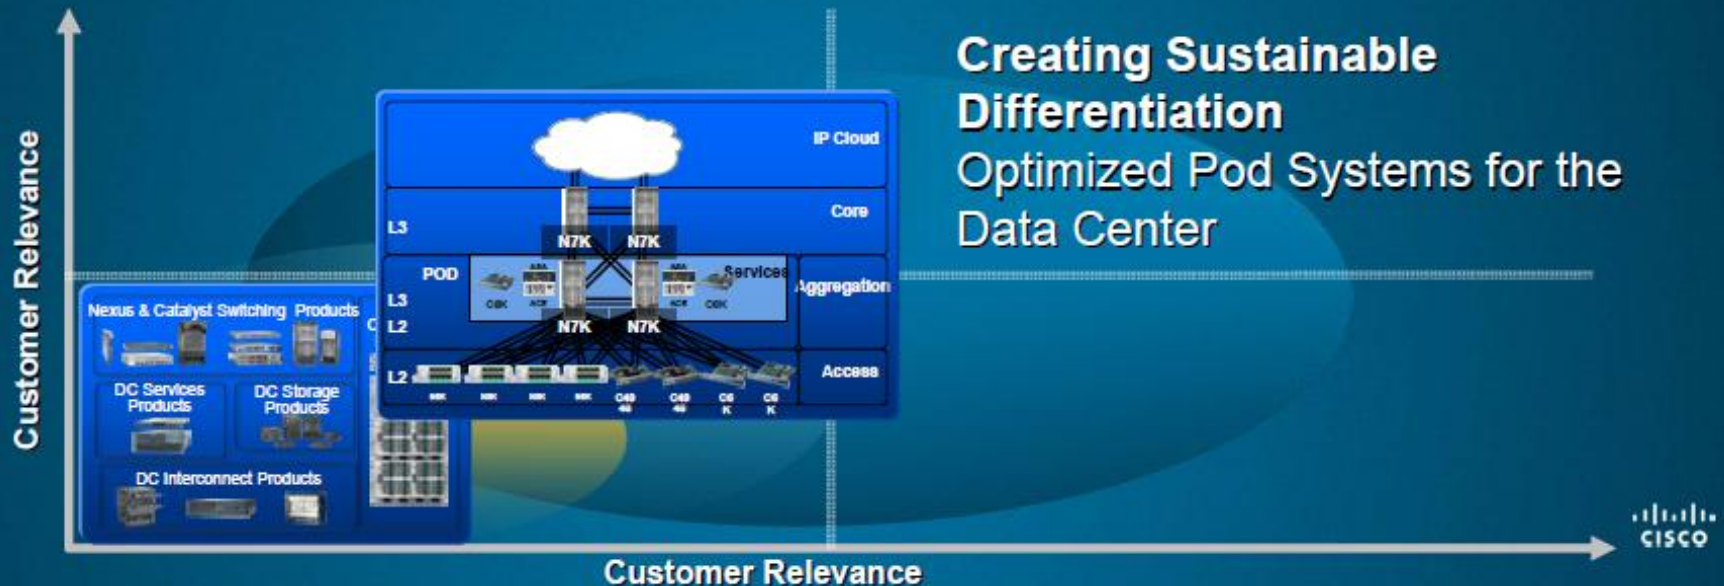 Creating Sustainable
Differentiation
Optimized Pod Systems for the
Data Center
Customer Relevance
IP Cloud
Core
L3
N7K N7K
POD
Services
Aggregation
L3
L2
N7K N7K
L2
Access
Nexus & Catalyst Switching Products
DC Services
Products
DC Storage
Products
DC Interconnect Products
Customer Relevance
CISCO